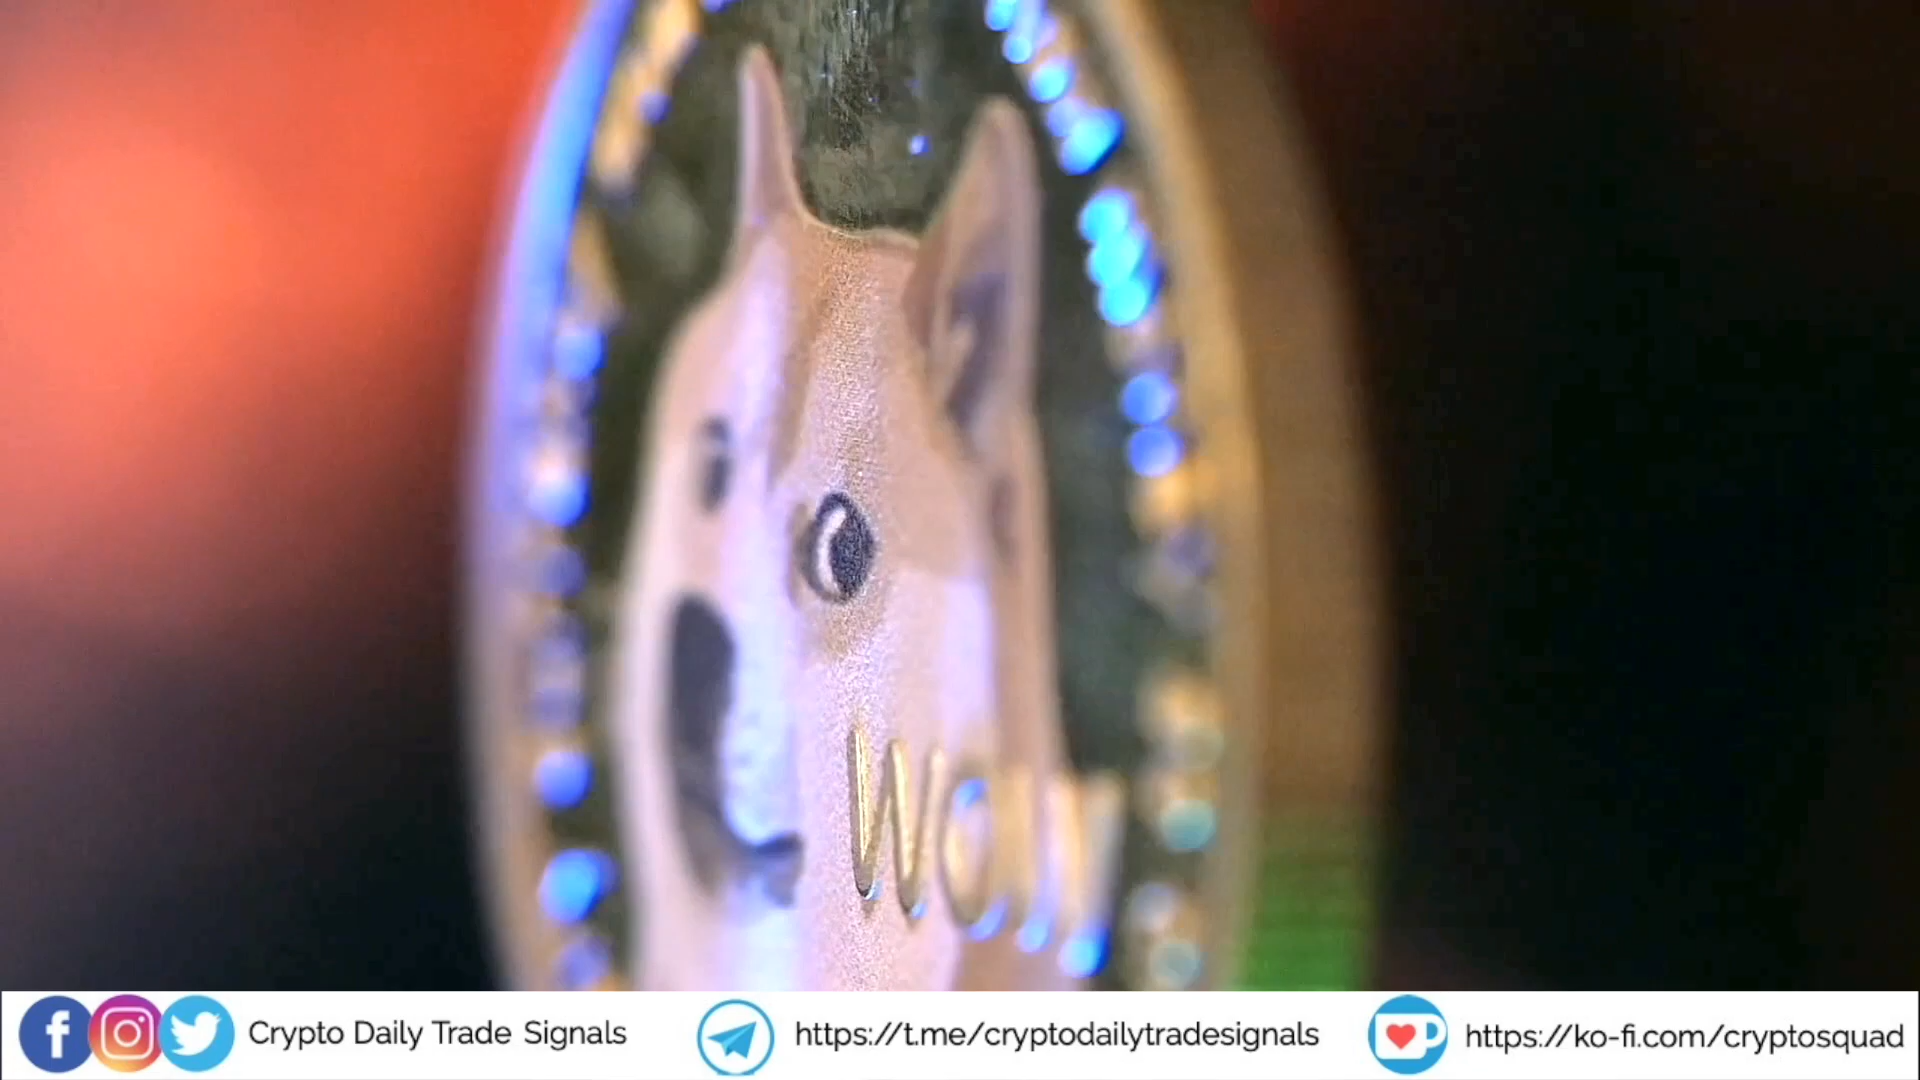 Wow
Crypto Daily Trade Signals
https://t.me/cryptodailytradesignals
https://ko-fi.com/cryptosquad